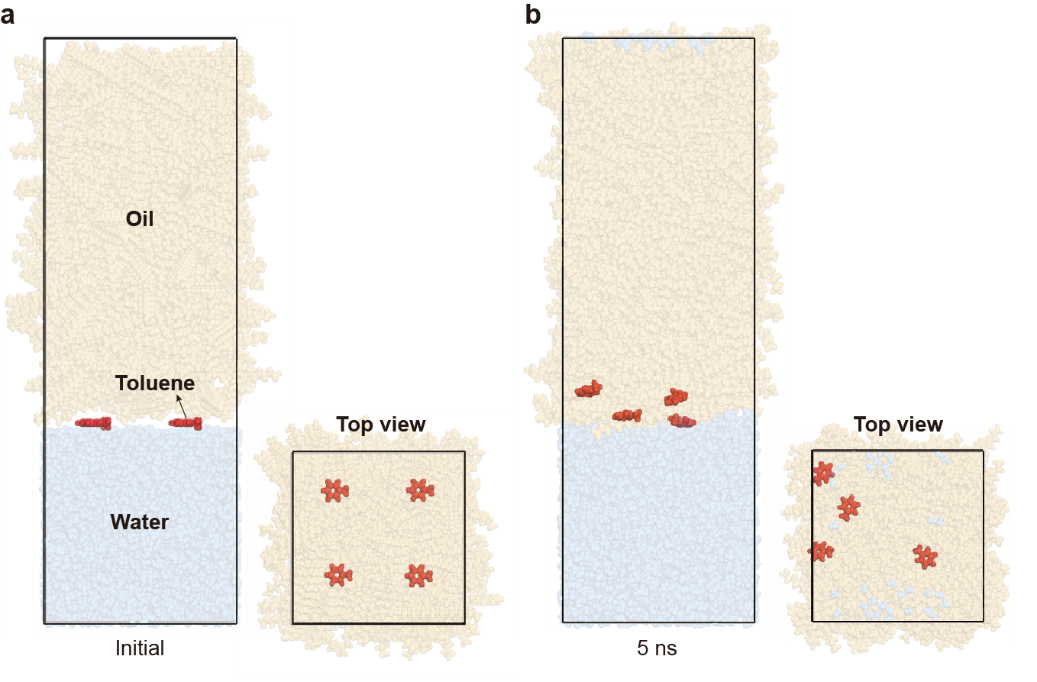 a
b
Oil
Toluene
Water
Top view
Initial
Top view
5 ns